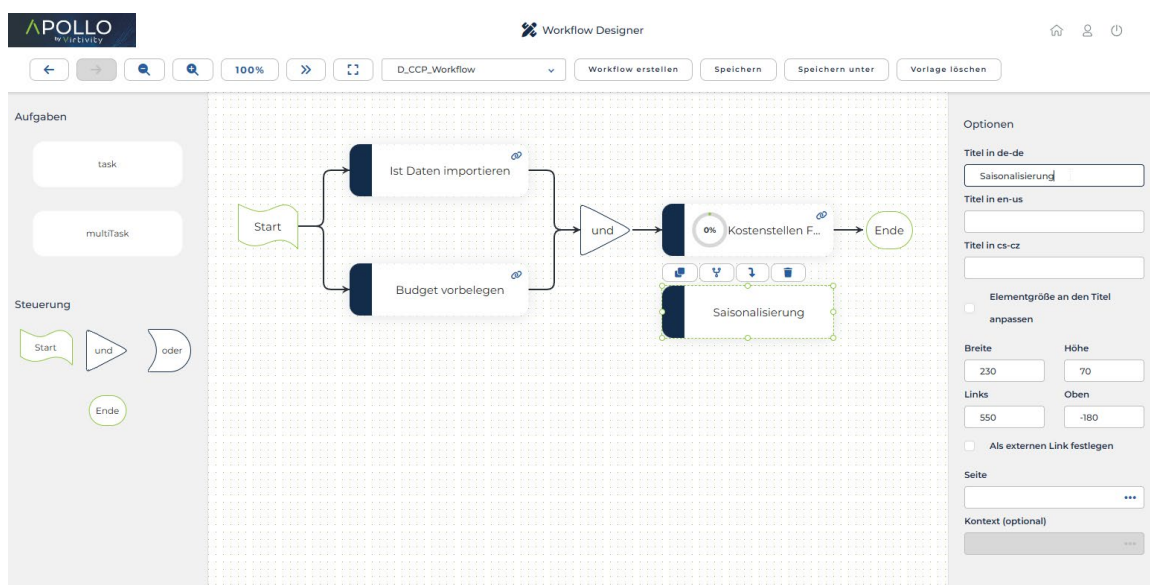 APOLLO
by Virtivity
Workflow Designer
100%
D_CCP_Workflow
Workflow erstellen
Speichern
Speichern unter
Vorlage löschen
Aufgaben
task
multiTask
Steuerung
Start
und
oder
Ende
Start
Ist Daten importieren
Budget vorbelegen
und
0%
Kostenstellen F...
Ende
Saisonalisierung
Optionen
Titel in de-de
Saisonalisierung
Titel in en-us
Titel in cs-cz
Elementgröße an den Titel
anpassen
Breite
Höhe
230
70
Links
Oben
550
-180
Als externen Link festlegen
Seite
Kontext (optional)